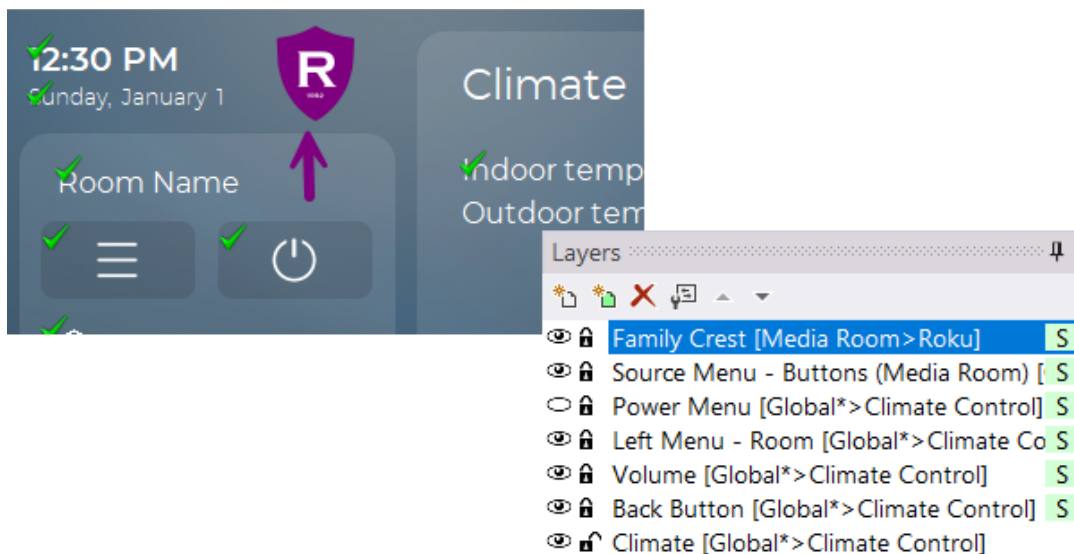 12:30 PM
Sunday, January 1
R
1082
Climate
Room Name
Indoor temp
Outdoor tem
Layers
Family Crest [Media Room>Roku] S
Source Menu - Buttons (Media Room) [ S
Power Menu [Global*>Climate Control] S
Left Menu - Room [Global*>Climate Co S
Volume [Global*>Climate Control] S
Back Button [Global*>Climate Control] S
Climate [Global*>Climate Control]